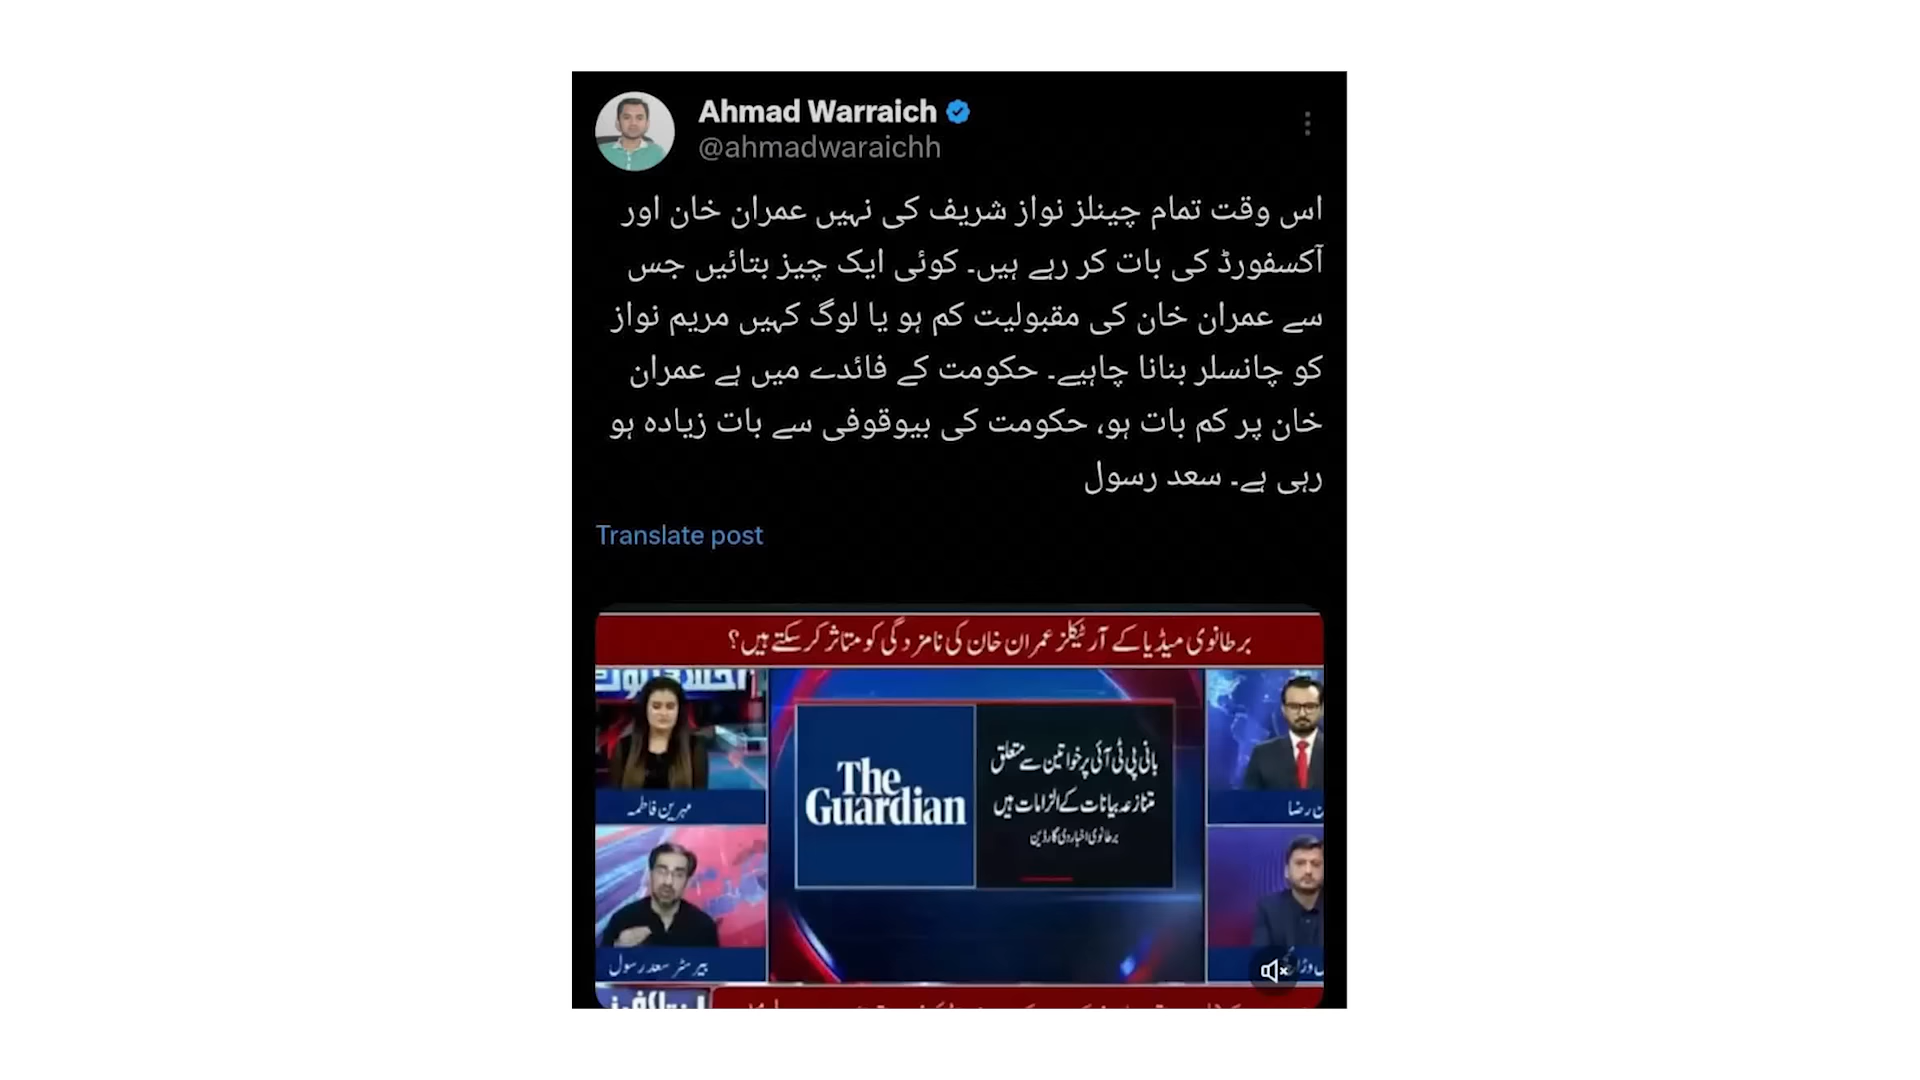 Ahmad Warraich
@ahmadwaraichh
اس وقت تمام چینلز نواز شریف کی نہیں عمران خان اور
آکسفورڈ کی بات کر رہے ہیں۔ کوئی ایک چیز بتائیں جس
سے عمران خان کی مقبولیت کم ہو یا لوگ کہیں مریم نواز
کو چانسلر بنانا چاہیے۔ حکومت کے فائدے میں ہے عمران
خان پر کم بات ہو، حکومت کی بیوقوفی سے بات زیادہ ہو
رہی ہے۔ سعد رسول
Translate post
برطانوی میڈیا کے آرٹیکلز عمران خان کی نامزدگی کو متاثر کر سکتے ہیں؟
The
Guardian
بانی پی ٹی آئی پر خواتین سے متعلق
متنازعہ بیانات کے الزامات ہیں
برطانوی اخبار دی گارڈین
مہرین فاطمہ
ن رضا
بیرسٹر سعد رسول